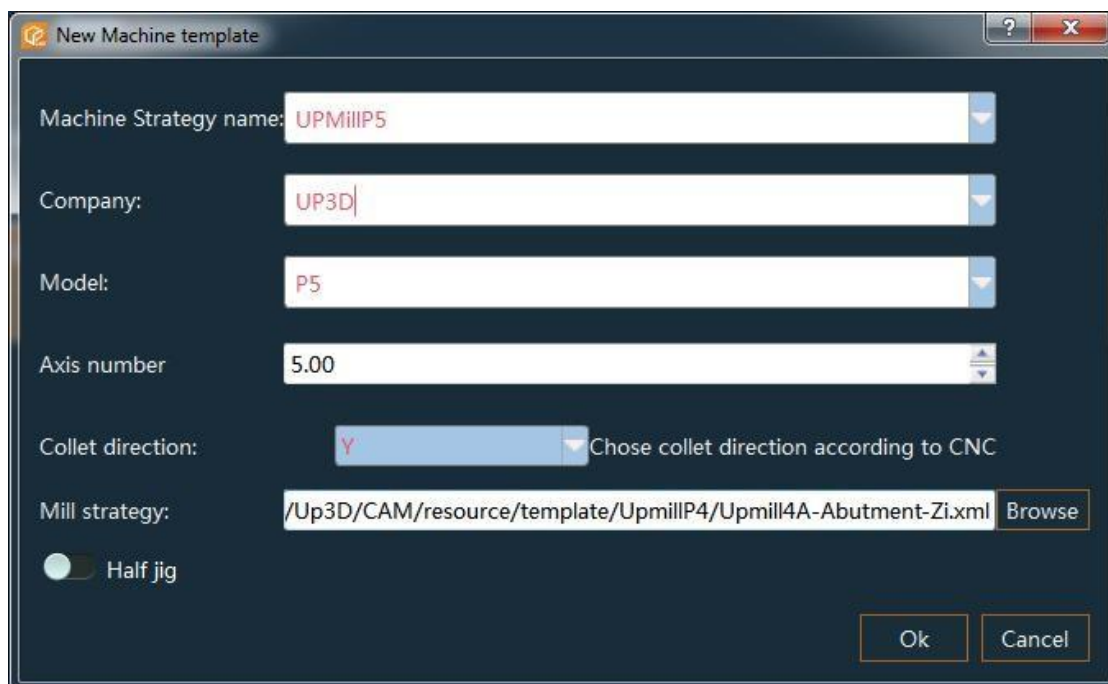 New Machine template
?
X
Machine Strategy name: UPMillP5
Company: UP3D
Model: P5
Axis number 5.00
Collet direction: Y Chose collet direction according to CNC
Mill strategy: /Up3D/CAM/resource/template/UpmillP4/Upmill4A-Abutment-Zi.xml Browse
Half jig
Ok Cancel